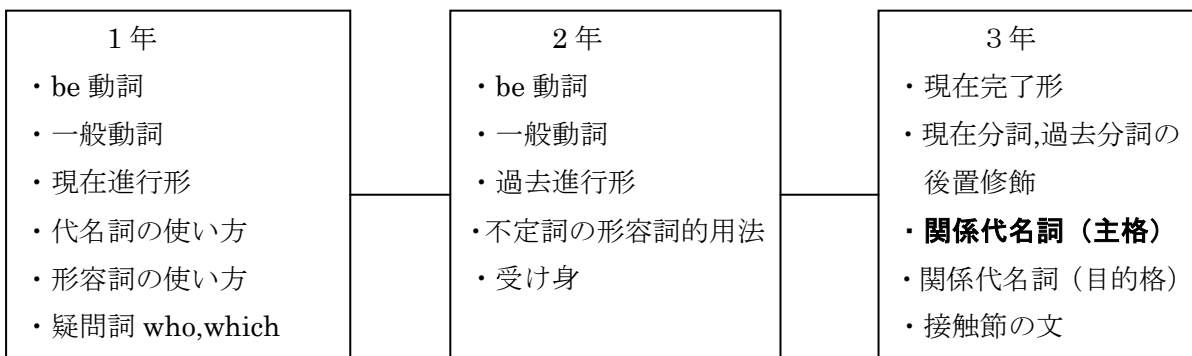 1年
・be 動詞
・一般動詞
・現在進行形
・代名詞の使い方
・形容詞の使い方
・疑問詞 who,which
2年
・be 動詞
・一般動詞
・過去進行形
・不定詞の形容詞的用法
・受け身
３年
・現在完了形
・現在分詞,過去分詞の
後置修飾
・関係代名詞（主格）
・関係代名詞（目的格）
・接触節の文